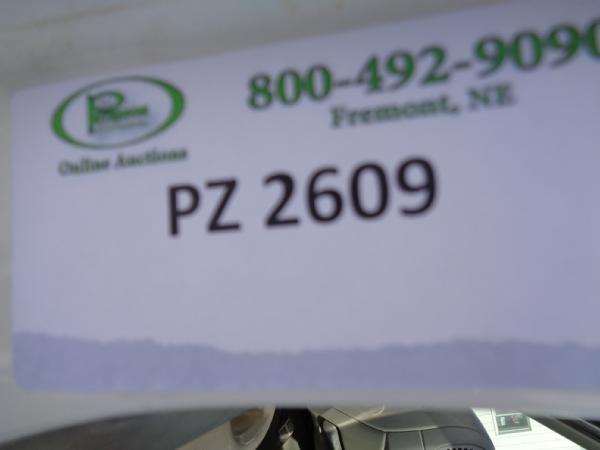 800-492-9090
Fremont, NE
Online Auctions
PZ 2609